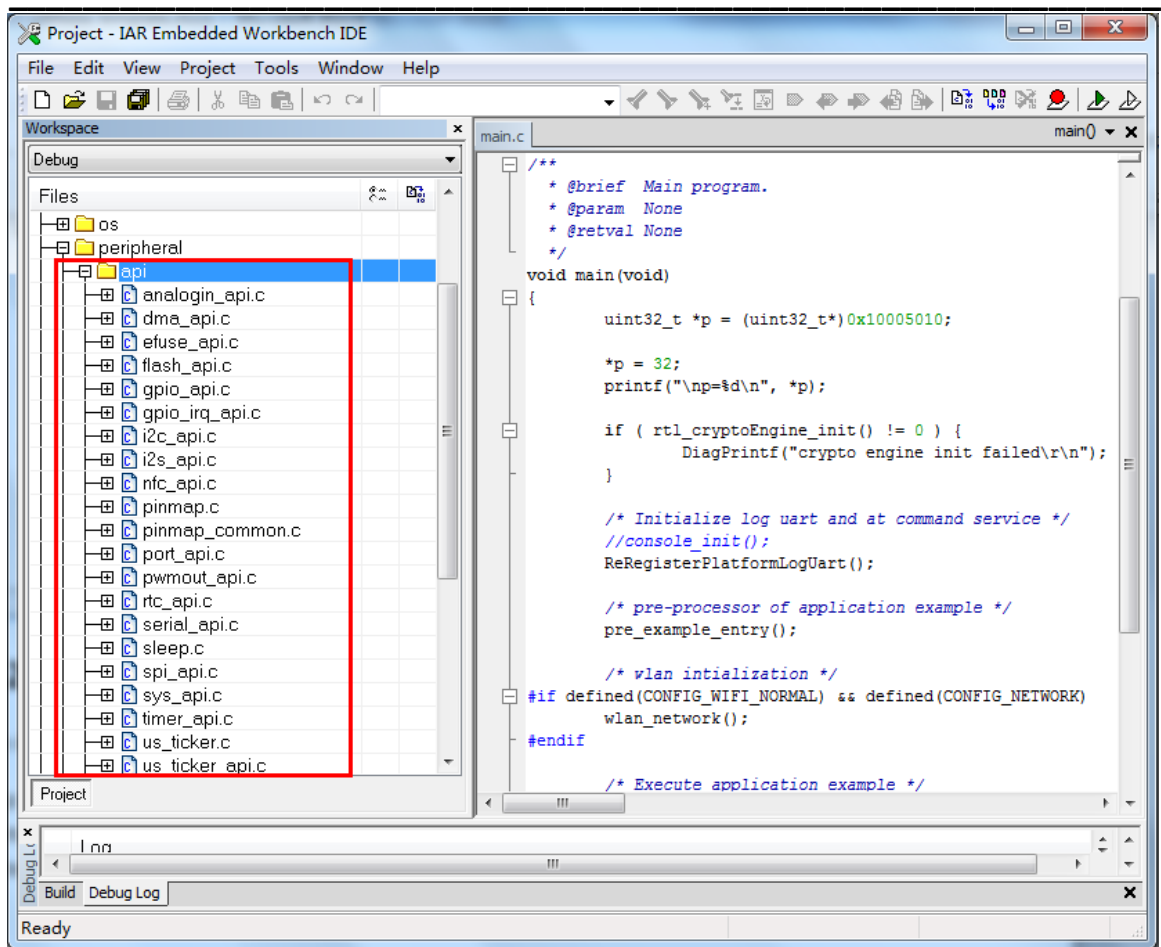 Project - IAR Embedded Workbench IDE
File Edit View Project Tools Window Help
Workspace
Debug
Files
os
peripheral
api
analogin_api.c
dma_api.c
efuse_api.c
flash_api.c
gpio_api.c
gpio_irq_api.c
i2c_api.c
i2s_api.c
nfc_api.c
pinmap.c
pinmap_common.c
port_api.c
pwmout_api.c
rtc_api.c
serial_api.c
sleep.c
spi_api.c
sys_api.c
timer_api.c
us_ticker.c
us_ticker_api.c
Project
main.c
main()
/**
* @brief Main program.
* @param None
* @retval None
*/
void main(void)
{
uint32_t *p = (uint32_t*)0x10005010;
*p = 32;
printf("\np=%d\n", *p);
if ( rtl_cryptoEngine_init() != 0 ) {
DiagPrintf("crypto engine init failed\r\n");
}
/* Initialize log uart and at command service */
//console_init();
ReRegisterPlatformLogUart();
/* pre-processor of application example */
pre_example_entry();
/* wlan intialization */
#if defined(CONFIG_WIFI_NORMAL) && defined(CONFIG_NETWORK)
wlan_network();
#endif
/* Execute application example */
Log
Debug Lo
Build Debug Log
Ready